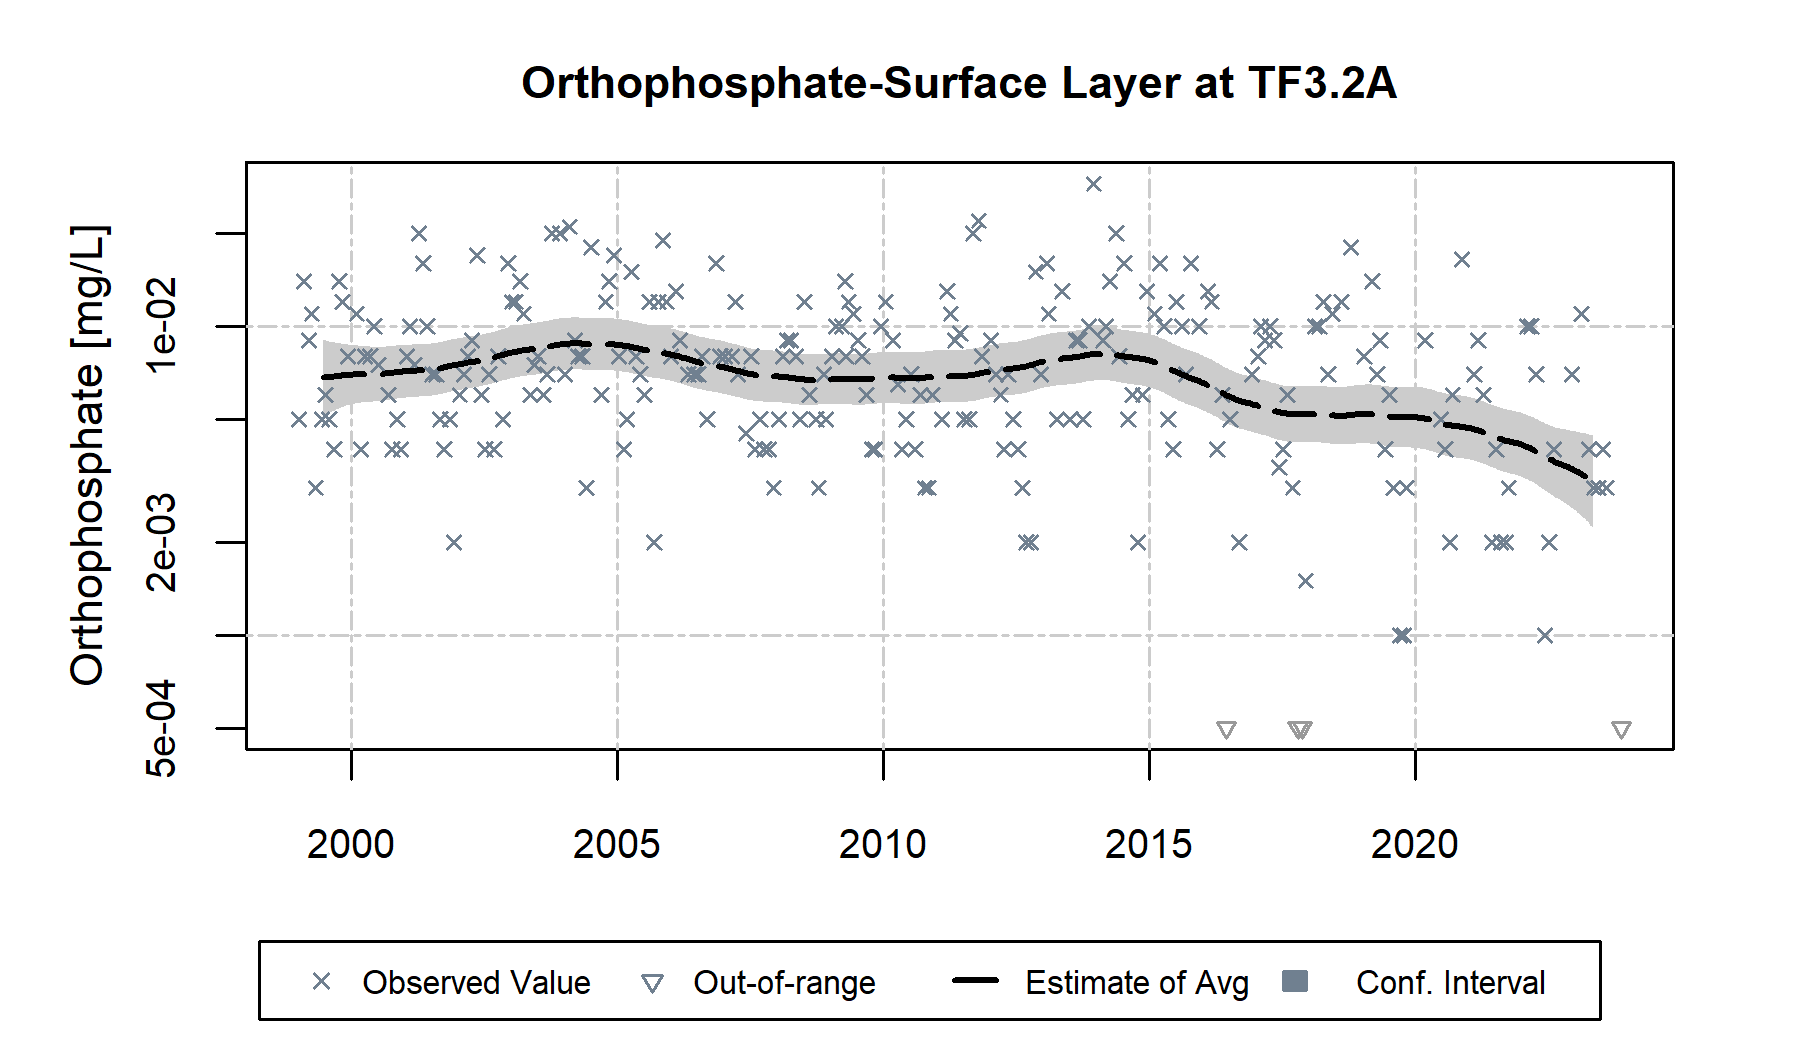 Orthophosphate-Surface Layer at TF3.2A
Orthophosphate [mg/L]
1e-02
2e-03
5e-04
2000 2005 2010 2015 2020
Observed Value Out-of-range Estimate of Avg Conf. Interval